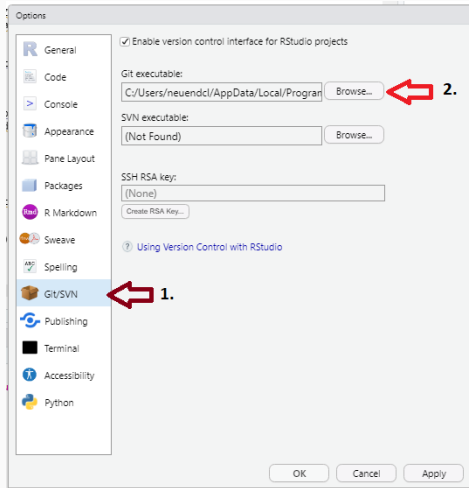 Options
General
Code
Console
Appearance
Pane Layout
Packages
Rmd R Markdown
Sweave
ABC Spelling
Git/SVN
Publishing
Terminal
Accessibility
Python
Enable version control interface for RStudio projects
Git executable:
C:/Users/neuendcl/AppData/Local/Program
Browse...
2.
SVN executable:
(Not Found)
Browse...
SSH RSA key:
(None)
Create RSA Key...
? Using Version Control with RStudio
1.
OK Cancel Apply